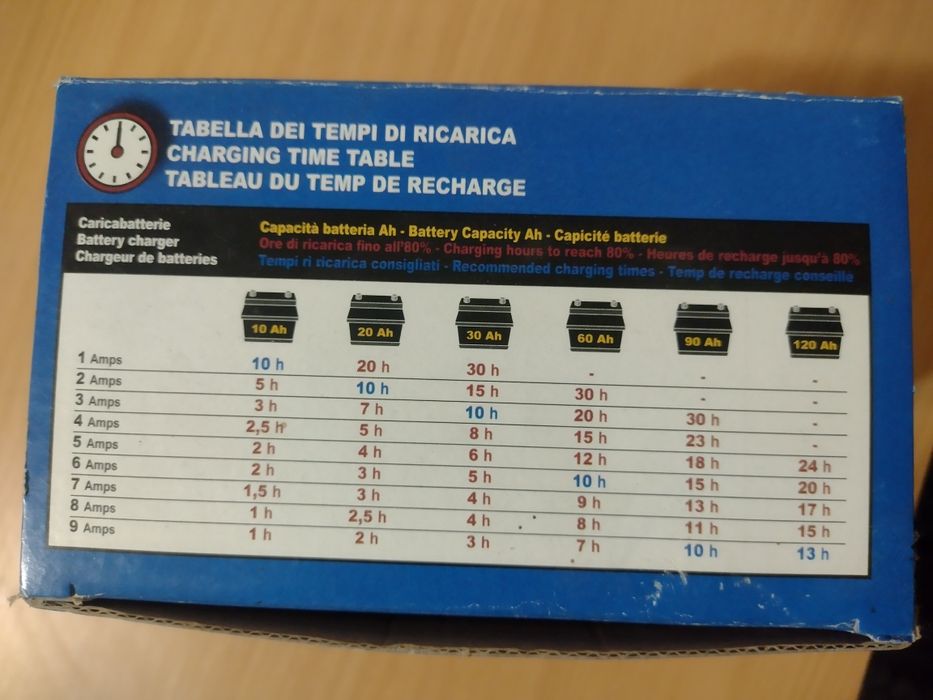 TABELLA DEI TEMPI DI RICARICA
CHARGING TIME TABLE
TABLEAU DU TEMP DE RECHARGE
Caricabatterie
Battery charger
Chargeur de batteries
Capacità batteria Ah - Battery Capacity Ah - Capicité batterie
Ore di ricarica fino all'80% - Charging hours to reach 80% - Heures de recharge jusqu'à 80%
Tempi ri ricarica consigliati - Recommended charging times - Temp de recharge conseillé
10 Ah 20 Ah 30 Ah 60 Ah 90 Ah 120 Ah
1 Amps 10 h 20 h 30 h - - -
2 Amps 5 h 10 h 15 h 30 h - -
3 Amps 3 h 7 h 10 h 20 h 30 h
4 Amps 2,5 h 5 h 8 h 15 h 23 h -
5 Amps 2 h 4 h 6 h 12 h 18 h 24 h
6 Amps 2 h 3 h 5 h 10 h 15 h 20 h
7 Amps 1,5 h 3 h 4 h 9 h 13 h 17 h
8 Amps 1 h 2,5 h 4 h 8 h 11 h 15 h
9 Amps 1 h 2 h 3 h 7 h 10 h 13 h